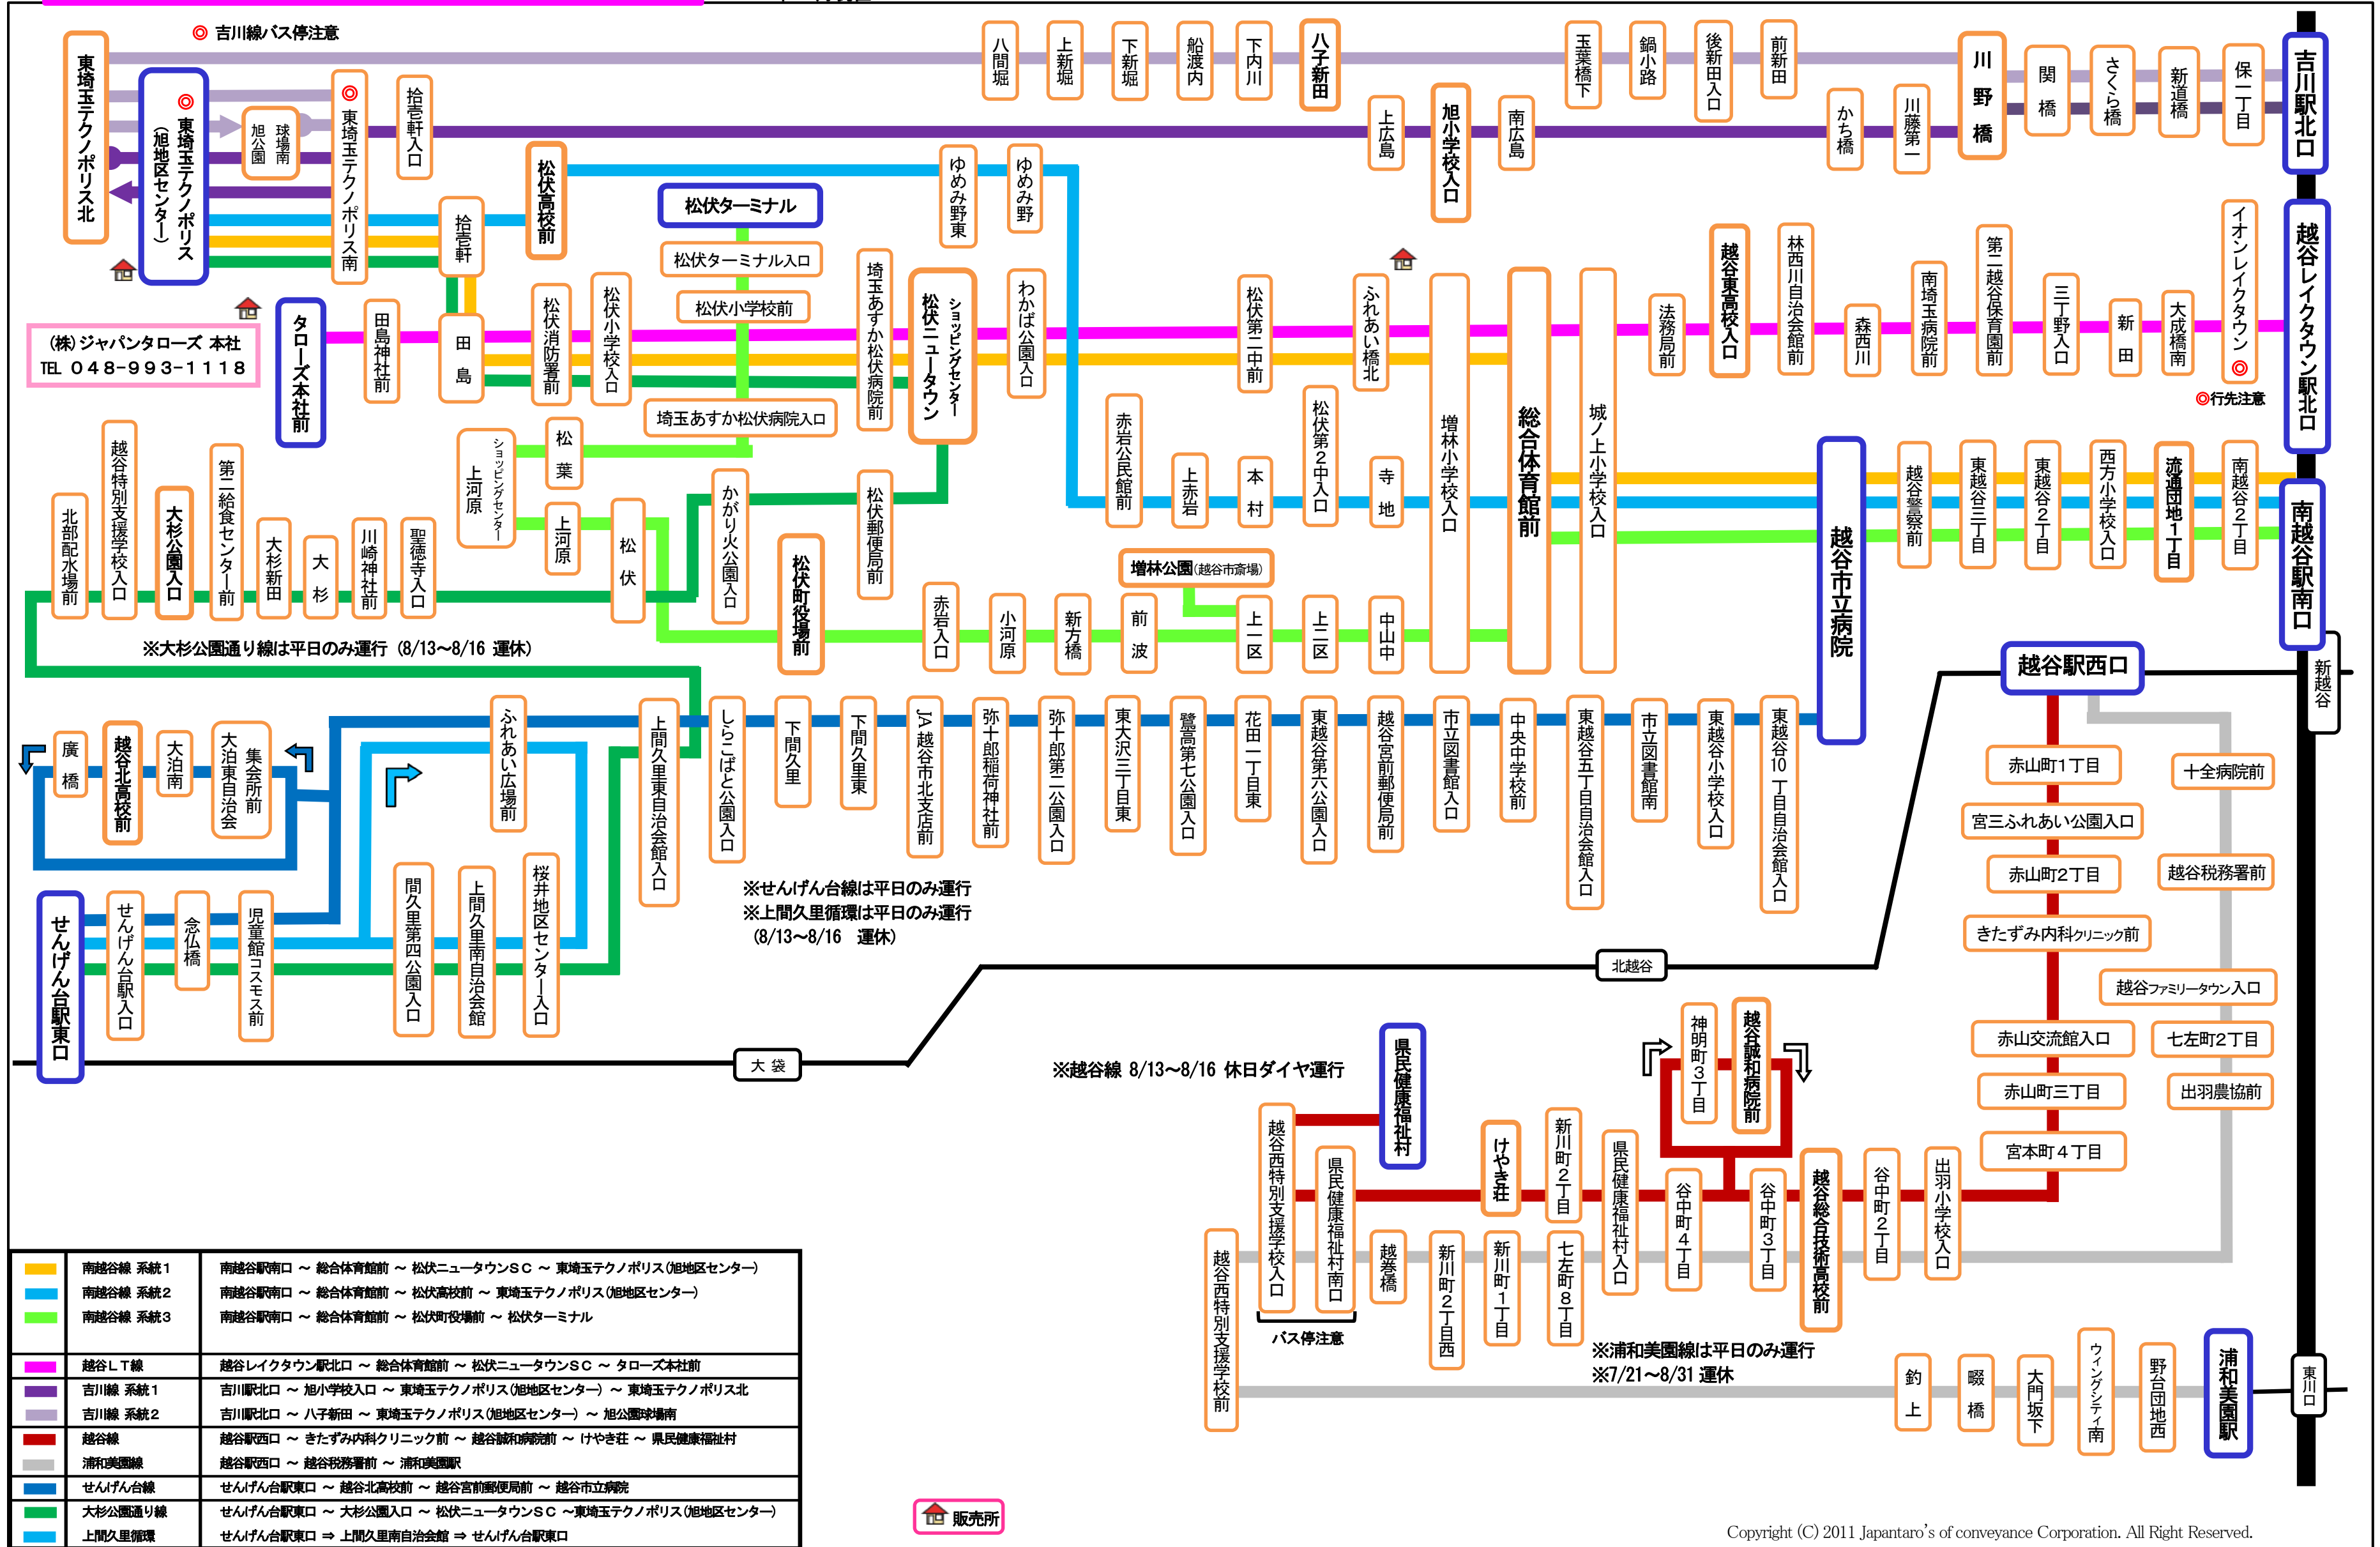 ◎ 吉川線バス停注意
東埼玉テクノポリス北
◎ 東埼玉テクノポリス
(旭地区センター)
旭公園
球場南
◎ 東埼玉テクノポリス南
拾壱軒入口
八間堀
上新堀
下新堀
船渡内
下内川
八子新田
玉葉橋下
鍋小路
後新田入口
前新田
川野橋
関橋
さくら橋
新道橋
保一丁目
吉川駅北口
上広島
旭小学校入口
南広島
かち橋
川藤第一
拾壱軒
松伏高校前
ゆめみ野東
ゆめみ野
松伏ターミナル
松伏ターミナル入口
松伏小学校前
埼玉あすか松伏病院入口
(株)ジャパンタローズ 本社
TEL 048-993-1118
タローズ本社前
田島神社前
田島
松伏消防署前
松伏小学校入口
埼玉あすか松伏病院前
ショッピングセンター
松伏ニュータウン
わかば公園入口
松伏第二中前
ふれあい橋北
増林小学校入口
総合体育館前
城ノ上小学校入口
法務局前
越谷東高校入口
林西川自治会館前
森西川
南埼玉病院前
第二越谷保育園前
三丁野入口
新田
大成橋南
イオンレイクタウン ◎
◎行先注意
越谷レイクタウン駅北口
赤岩公民館前
上赤岩
本村
松伏第2中入口
寺地
越谷市立病院
越谷警察前
東越谷三丁目
東越谷2丁目
西方小学校入口
流通団地1丁目
南越谷2丁目
南越谷駅南口
新越谷
ショッピングセンター
上河原
松葉
上河原
松伏
かがり火公園入口
松伏町役場前
松伏郵便局前
赤岩入口
小河原
新方橋
前波
増林公園(越谷市斎場)
上一区
上二区
中山中
北部配水場前
越谷特別支援学校入口
大杉公園入口
第二給食センター前
大杉新田
大杉
川崎神社前
聖徳寺入口
※大杉公園通り線は平日のみ運行 (8/13~8/16 運休)
廣橋
越谷北高校前
大泊南
大泊東自治会
集会所前
ふれあい広場前
上間久里東自治会館入口
しらこばと公園入口
下間久里
下間久里東
JA越谷市北支店前
弥十郎稲荷神社前
弥十郎第二公園入口
東大沢三丁目東
鷺高第七公園入口
花田一丁目東
東越谷第六公園入口
越谷宮前郵便局前
市立図書館入口
中央中学校前
東越谷五丁目自治会館入口
市立図書館南
東越谷小学校入口
東越谷10丁目自治会館入口
せんげん台駅東口
せんげん台駅入口
念仏橋
児童館コスモス前
間久里第四公園入口
上間久里南自治会館
桜井地区センター入口
※せんげん台線は平日のみ運行
※上間久里循環は平日のみ運行
(8/13~8/16 運休)
大袋
北越谷
越谷駅西口
赤山町1丁目
宮三ふれあい公園入口
赤山町2丁目
きたずみ内科クリニック前
赤山交流館入口
赤山町三丁目
宮本町4丁目
十全病院前
越谷税務署前
越谷ファミリータウン入口
七左町2丁目
出羽農協前
※越谷線 8/13~8/16 休日ダイヤ運行
県民健康福祉村
神明町3丁目
越谷誠和病院前
越谷西特別支援学校入口
県民健康福祉村南口
バス停注意
けやき荘
新川町2丁目
県民健康福祉村入口
谷中町4丁目
谷中町3丁目
越谷総合技術高校前
谷中町2丁目
出羽小学校入口
越谷西特別支援学校前
越巻橋
新川町2丁目西
新川町1丁目
七左町8丁目
※浦和美園線は平日のみ運行
※7/21~8/31 運休
釣上
畷橋
大門坂下
ウィングシティ南
野台団地西
浦和美園駅
東川口
南越谷線 系統1 南越谷駅南口 ~ 総合体育館前 ~ 松伏ニュータウンSC ~ 東埼玉テクノポリス(旭地区センター)
南越谷線 系統2 南越谷駅南口 ~ 総合体育館前 ~ 松伏高校前 ~ 東埼玉テクノポリス(旭地区センター)
南越谷線 系統3 南越谷駅南口 ~ 総合体育館前 ~ 松伏町役場前 ~ 松伏ターミナル
越谷LT線 越谷レイクタウン駅北口 ~ 総合体育館前 ~ 松伏ニュータウンSC ~ タローズ本社前
吉川線 系統1 吉川駅北口 ~ 旭小学校入口 ~ 東埼玉テクノポリス(旭地区センター) ~ 東埼玉テクノポリス北
吉川線 系統2 吉川駅北口 ~ 八子新田 ~ 東埼玉テクノポリス(旭地区センター) ~ 旭公園球場南
越谷線 越谷駅西口 ~ きたずみ内科クリニック前 ~ 越谷誠和病院前 ~ けやき荘 ~ 県民健康福祉村
浦和美園線 越谷駅西口 ~ 越谷税務署前 ~ 浦和美園駅
せんげん台線 せんげん台駅東口 ~ 越谷北高校前 ~ 越谷宮前郵便局前 ~ 越谷市立病院
大杉公園通り線 せんげん台駅東口 ~ 大杉公園入口 ~ 松伏ニュータウンSC ~東埼玉テクノポリス(旭地区センター)
上間久里循環 せんげん台駅東口 ⇒ 上間久里南自治会館 ⇒ せんげん台駅東口
販売所
Copyright (C) 2011 Japantaro's of conveyance Corporation. All Right Reserved.